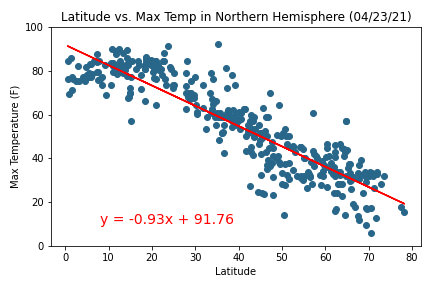 Latitude vs. Max Temp in Northern Hemisphere (04/23/21)
100
80
60
40
20
0
Max Temperature (F)
y = -0.93x + 91.76
0 10 20 30 40 50 60 70 80
Latitude